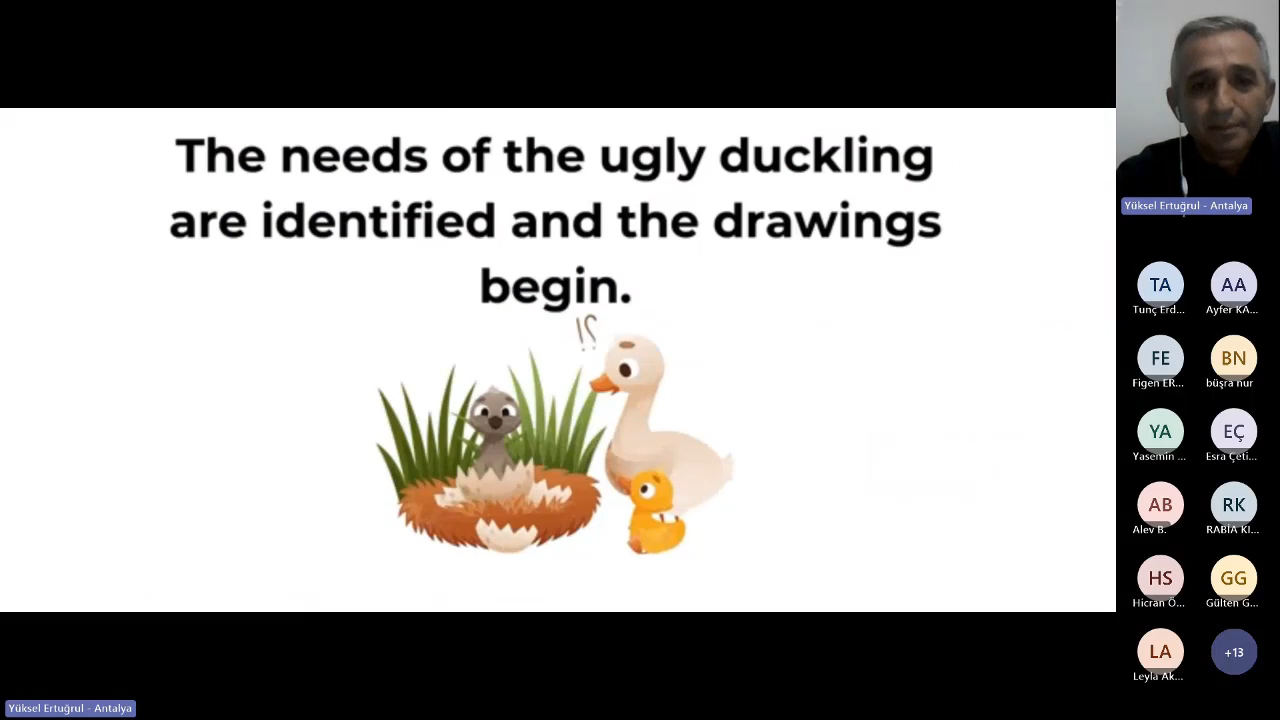 The needs of the ugly duckling
are identified and the drawings
begin.
!?
Yüksel Ertuğrul - Antalya
TA
Tunç Erd...
AA
Ayfer KA...
FE
Figen ER...
BN
büşra nur
YA
Yasemin ...
EÇ
Esra Çeti...
AB
Alev B.
RK
RABİA KI...
HS
Hicran Ö...
GG
Gülten G...
LA
Leyla Ak...
+13
Yüksel Ertuğrul - Antalya